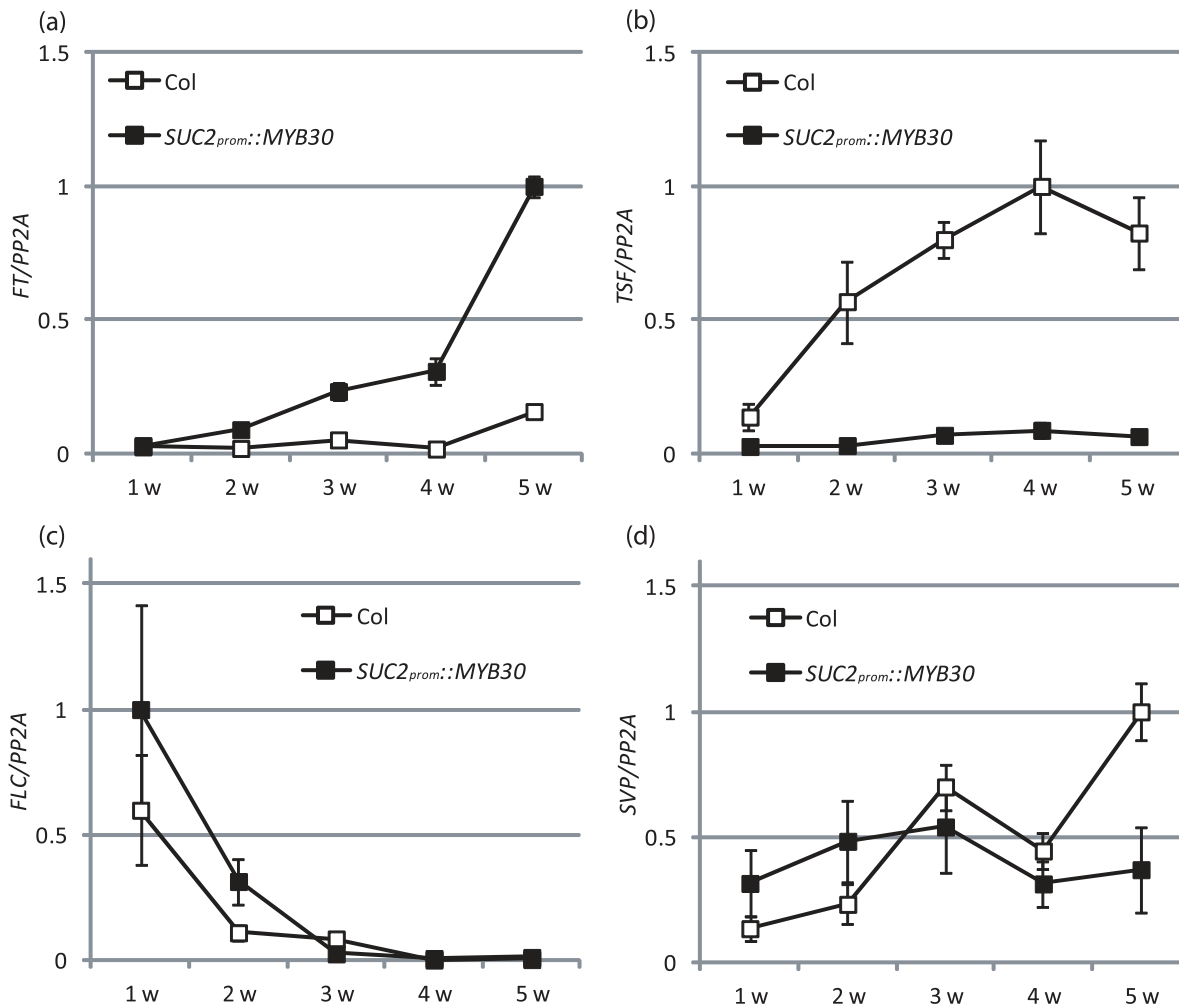 (a)
FT/PP2A
1.5
1
0.5
0
Col
SUC2prom::MYB30
1 w 2 w 3 w 4 w 5 w
(b)
TSF/PP2A
1.5
1
0.5
0
Col
SUC2prom::MYB30
1 w 2 w 3 w 4 w 5 w
(c)
FLC/PP2A
1.5
1
0.5
0
Col
SUC2prom::MYB30
1 w 2 w 3 w 4 w 5 w
(d)
SVP/PP2A
1.5
1
0.5
0
Col
SUC2prom::MYB30
1 w 2 w 3 w 4 w 5 w